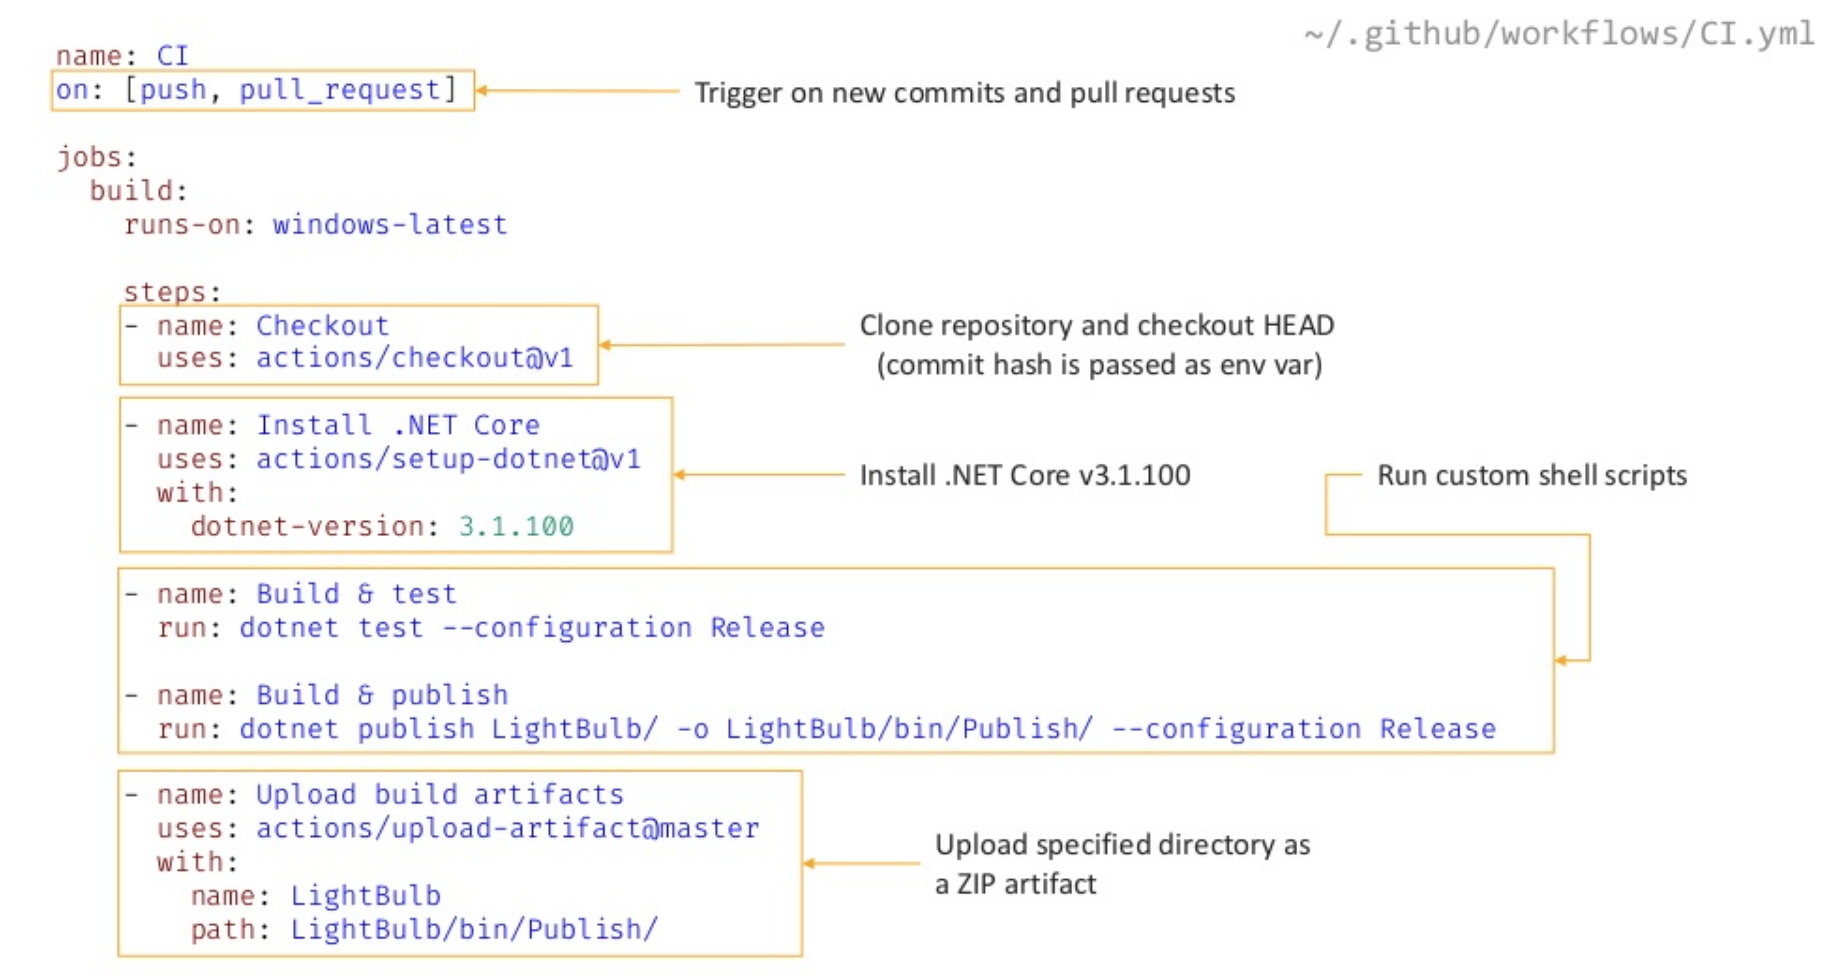 ~/.github/workflows/CI.yml
name: CI
on: [push, pull_request]
Trigger on new commits and pull requests
jobs:
build:
runs-on: windows-latest
steps:
- name: Checkout
uses: actions/checkout@v1
Clone repository and checkout HEAD
(commit hash is passed as env var)
- name: Install .NET Core
uses: actions/setup-dotnet@v1
with:
dotnet-version: 3.1.100
Install .NET Core v3.1.100
Run custom shell scripts
- name: Build & test
run: dotnet test --configuration Release
- name: Build & publish
run: dotnet publish LightBulb/ -o LightBulb/bin/Publish/ --configuration Release
- name: Upload build artifacts
uses: actions/upload-artifact@master
with:
name: LightBulb
path: LightBulb/bin/Publish/
Upload specified directory as
a ZIP artifact